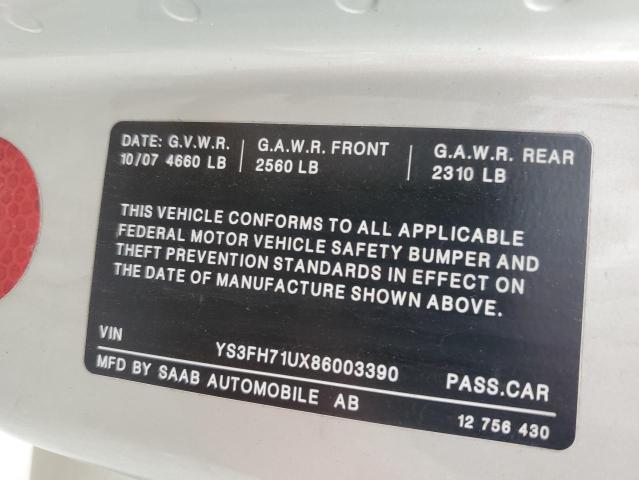 DATE: G.V.W.R. G.A.W.R. FRONT G.A.W.R. REAR
10/07 4660 LB 2560 LB 2310 LB
THIS VEHICLE CONFORMS TO ALL APPLICABLE
FEDERAL MOTOR VEHICLE SAFETY BUMPER AND
THEFT PREVENTION STANDARDS IN EFFECT ON
THE DATE OF MANUFACTURE SHOWN ABOVE.
VIN YS3FH71UX86003390 PASS.CAR
MFD BY SAAB AUTOMOBILE AB 12 756 430